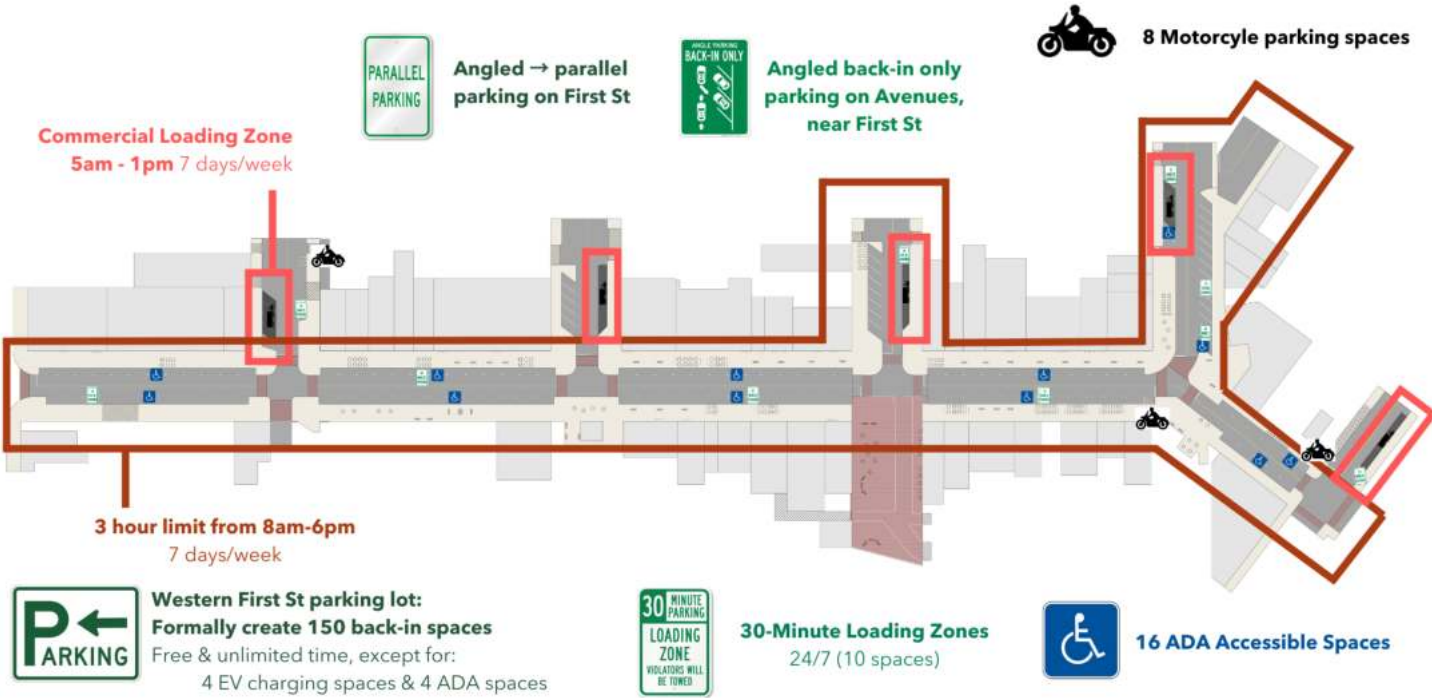 PARALLEL
PARKING
Angled → parallel
parking on First St
ANGLE PARKING
BACK-IN ONLY
Angled back-in only
parking on Avenues,
near First St
8 Motorcyle parking spaces
Commercial Loading Zone
5am - 1pm 7 days/week
3 hour limit from 8am-6pm
7 days/week
P
ARKING
Western First St parking lot:
Formally create 150 back-in spaces
Free & unlimited time, except for:
4 EV charging spaces & 4 ADA spaces
30 MINUTE
PARKING
LOADING
ZONE
VIOLATORS WILL
BE TOWED
30-Minute Loading Zones
24/7 (10 spaces)
16 ADA Accessible Spaces